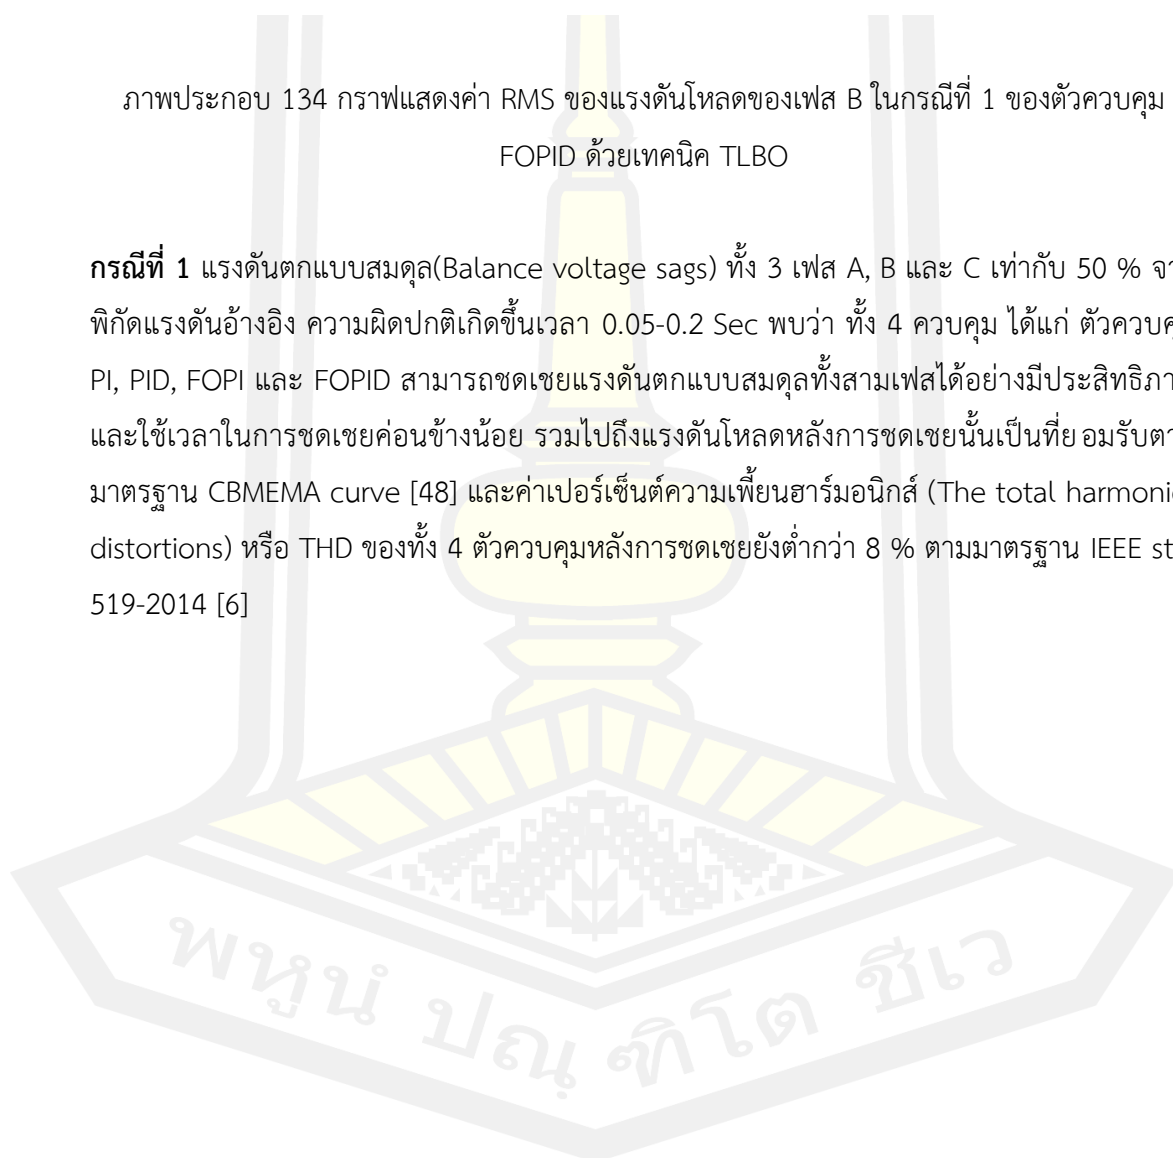 ภาพประกอบ 134 กราฟแสดงค่า RMS ของแรงดันโหลดของเฟส B ในกรณีที่ 1 ของตัวควบคุม
FOPID ด้วยเทคนิค TLBO
กรณีที่ 1 แรงดันตกแบบสมดุล(Balance voltage sags) ทั้ง 3 เฟส A, B และ C เท่ากับ 50 % จา
พิกัดแรงดันอ้างอิง ความผิดปกติเกิดขึ้นเวลา 0.05-0.2 Sec พบว่า ทั้ง 4 ควบคุม ได้แก่ ตัวควบคุ
PI, PID, FOPI และ FOPID สามารถชดเชยแรงดันตกแบบสมดุลทั้งสามเฟสได้อย่างมีประสิทธิภา
และใช้เวลาในการชดเชยค่อนข้างน้อย รวมไปถึงแรงดันโหลดหลังการชดเชยนั้นเป็นที่ย อมรับตา
มาตรฐาน CBMEMA curve [48] และค่าเปอร์เซ็นต์ความเพี้ยนฮาร์มอนิกส์ (The total harmoni
distortions) หรือ THD ของทั้ง 4 ตัวควบคุมหลังการชดเชยยังต่ำกว่า 8 % ตามมาตรฐาน IEEE st
519-2014 [6]
พหูนํ ปณฺฑิโต ชีเว